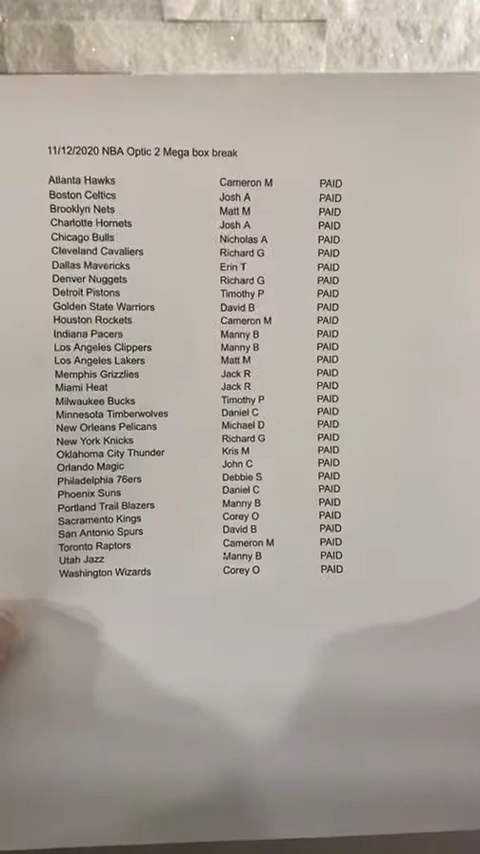 11/12/2020 NBA Optic 2 Mega box break
Atlanta Hawks Cameron M PAID
Boston Celtics Josh A PAID
Brooklyn Nets Matt M PAID
Charlotte Hornets Josh A PAID
Chicago Bulls Nicholas A PAID
Cleveland Cavaliers Richard G PAID
Dallas Mavericks Erin T PAID
Denver Nuggets Richard G PAID
Detroit Pistons Timothy P PAID
Golden State Warriors David B PAID
Houston Rockets Cameron M PAID
Indiana Pacers Manny B PAID
Los Angeles Clippers Manny B PAID
Los Angeles Lakers Matt M PAID
Memphis Grizzlies Jack R PAID
Miami Heat Jack R PAID
Milwaukee Bucks Timothy P PAID
Minnesota Timberwolves Daniel C PAID
New Orleans Pelicans Michael D PAID
New York Knicks Richard G PAID
Oklahoma City Thunder Kris M PAID
Orlando Magic John C PAID
Philadelphia 76ers Debbie S PAID
Phoenix Suns Daniel C PAID
Portland Trail Blazers Manny B PAID
Sacramento Kings Corey O PAID
San Antonio Spurs David B PAID
Toronto Raptors Cameron M PAID
Utah Jazz Manny B PAID
Washington Wizards Corey O PAID